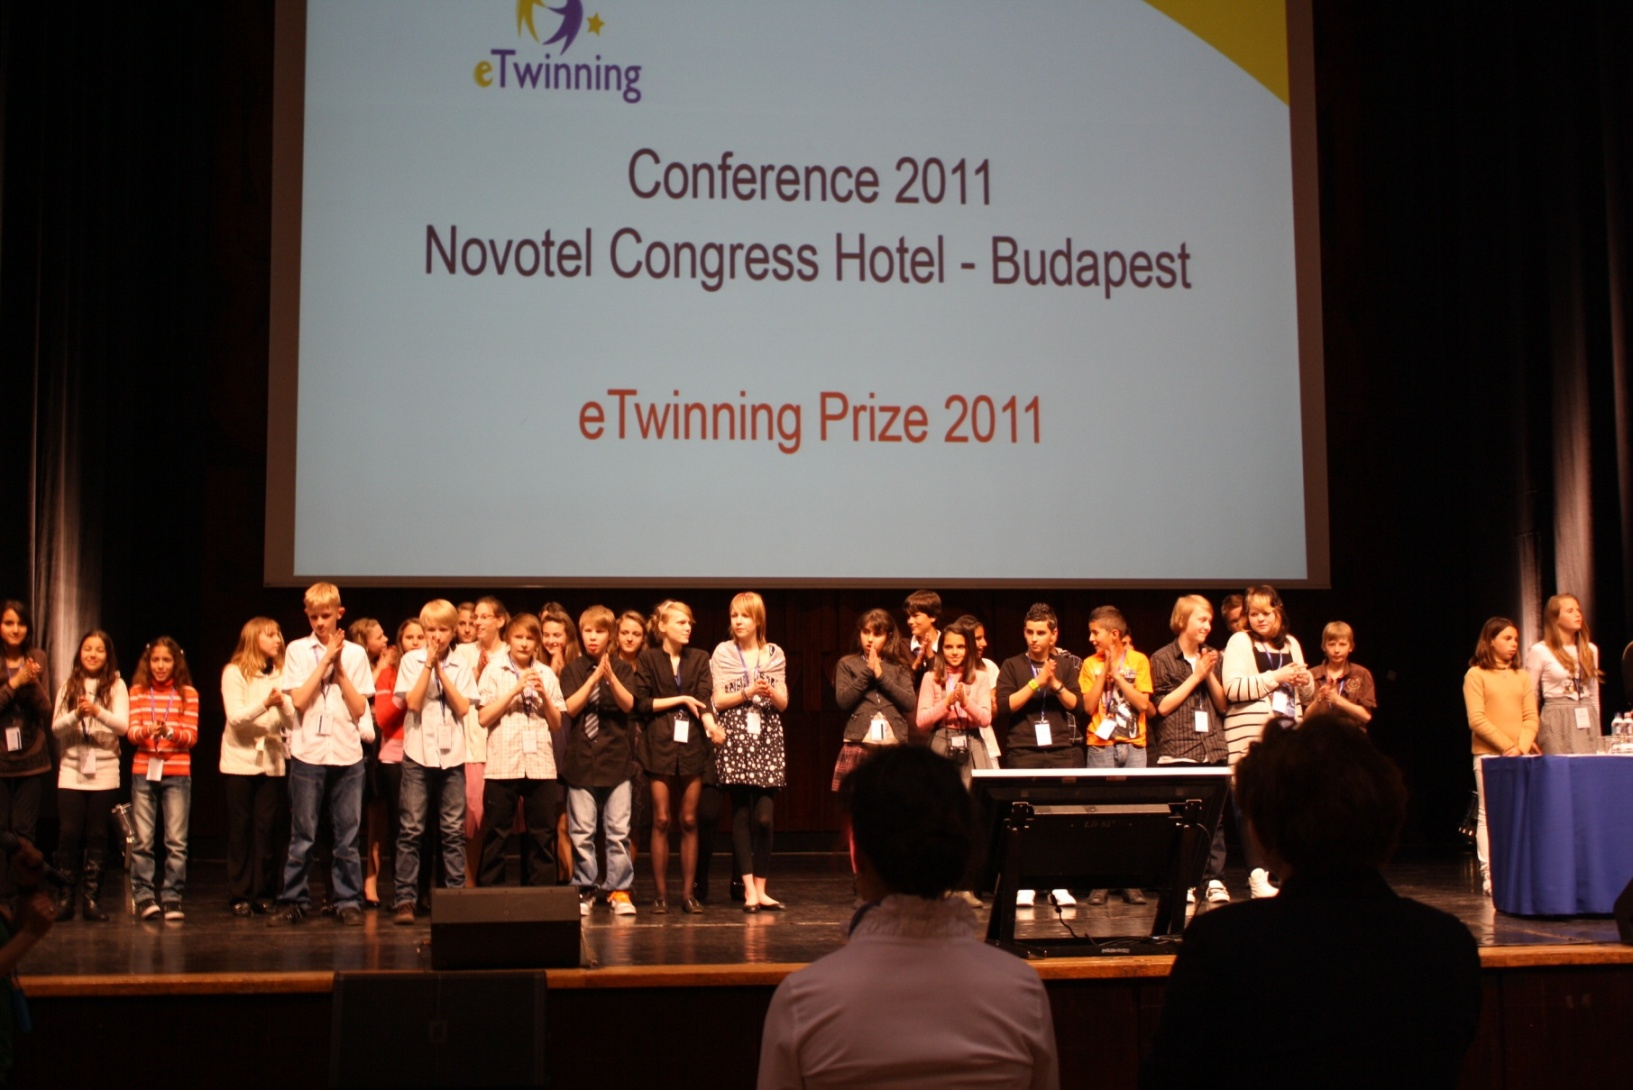 eTwinning
Conference 2011
Novotel Congress Hotel - Budapest
eTwinning Prize 2011